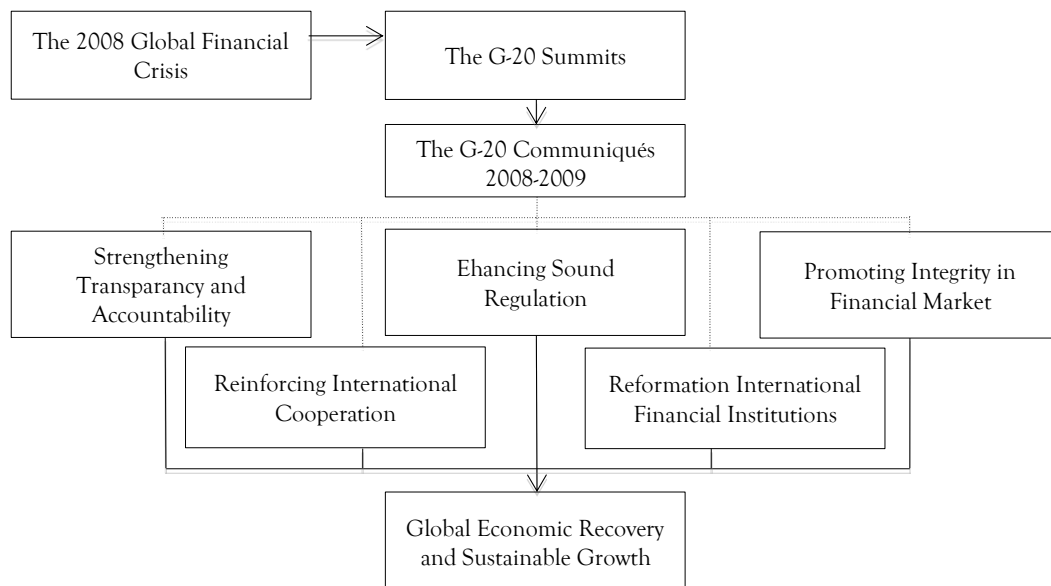 The 2008 Global Financial
Crisis
The G-20 Summits
The G-20 Communiqués
2008-2009
Strengthening
Transparancy and
Accountability
Ehancing Sound
Regulation
Promoting Integrity in
Financial Market
Reinforcing International
Cooperation
Reformation International
Financial Institutions
Global Economic Recovery
and Sustainable Growth